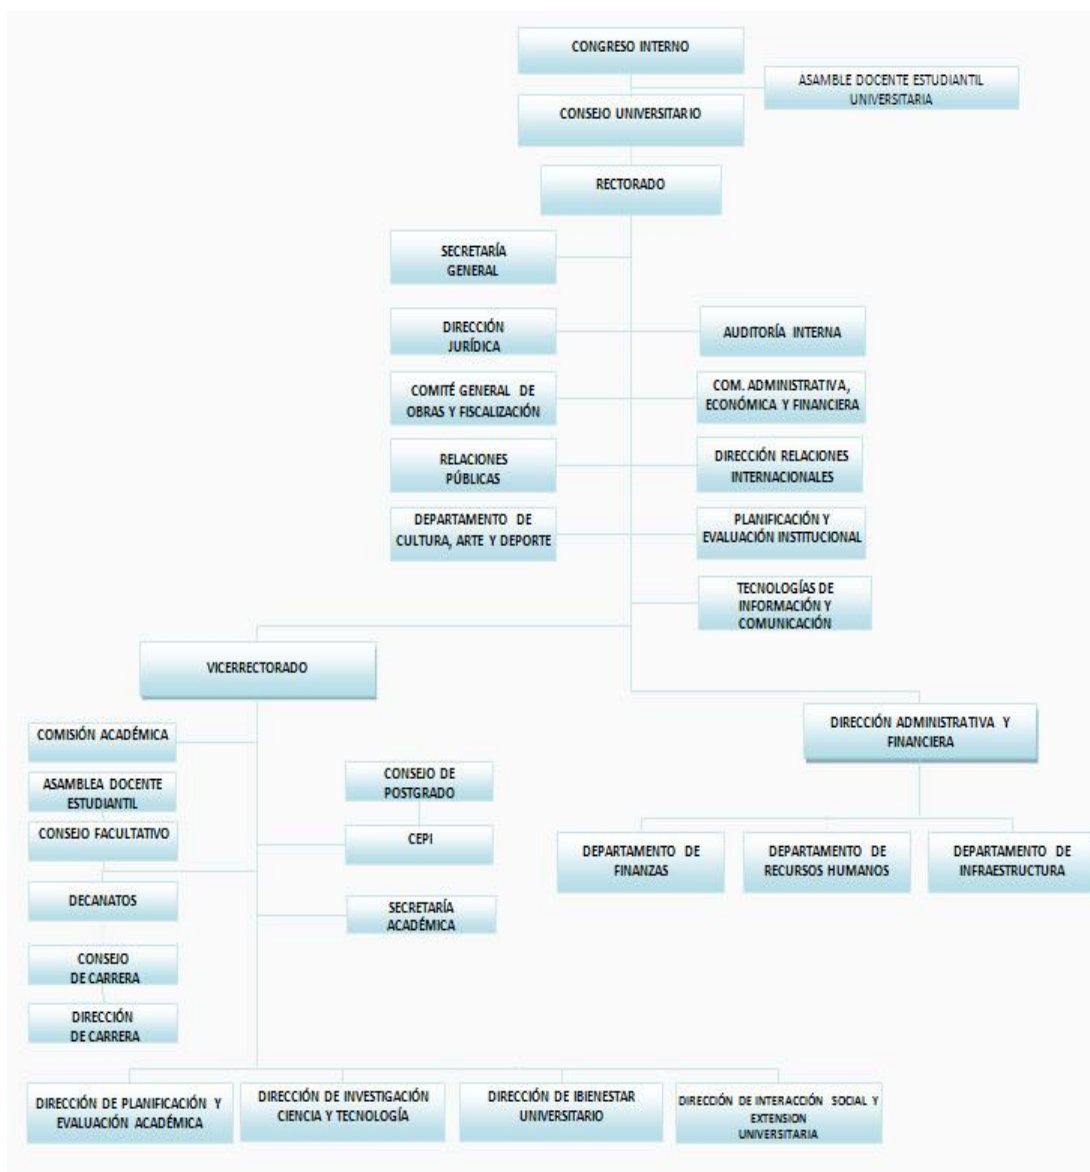 CONGRESO INTERNO
ASAMBLE DOCENTE ESTUDIANTIL
UNIVERSITARIA
CONSEJO UNIVERSITARIO
RECTORADO
SECRETARÍA
GENERAL
DIRECCIÓN
JURÍDICA
AUDITORÍA INTERNA
COMITÉ GENERAL DE
OBRAS Y FISCALIZACIÓN
COM. ADMINISTRATIVA,
ECONÓMICA Y FINANCIERA
RELACIONES
PÚBLICAS
DIRECCIÓN RELACIONES
INTERNACIONALES
DEPARTAMENTO DE
CULTURA, ARTE Y DEPORTE
PLANIFICACIÓN Y
EVALUACIÓN INSTITUCIONAL
TECNOLOGÍAS DE
INFORMACIÓN Y
COMUNICACIÓN
VICERRECTORADO
DIRECCIÓN ADMINISTRATIVA Y
FINANCIERA
COMISIÓN ACADÉMICA
ASAMBLEA DOCENTE
ESTUDIANTIL
CONSEJO DE
POSTGRADO
CONSEJO FACULTATIVO
CEPI
DEPARTAMENTO DE
FINANZAS
DEPARTAMENTO DE
RECURSOS HUMANOS
DEPARTAMENTO DE
INFRAESTRUCTURA
DECANATOS
SECRETARÍA
ACADÉMICA
CONSEJO
DE CARRERA
DIRECCIÓN
DE CARRERA
DIRECCIÓN DE PLANIFICACIÓN Y
EVALUACIÓN ACADÉMICA
DIRECCIÓN DE INVESTIGACIÓN
CIENCIA Y TECNOLOGÍA
DIRECCIÓN DE IBIENESTAR
UNIVERSITARIO
DIRECCIÓN DE INTERACCIÓN SOCIAL Y
EXTENSION
UNIVERSITARIA